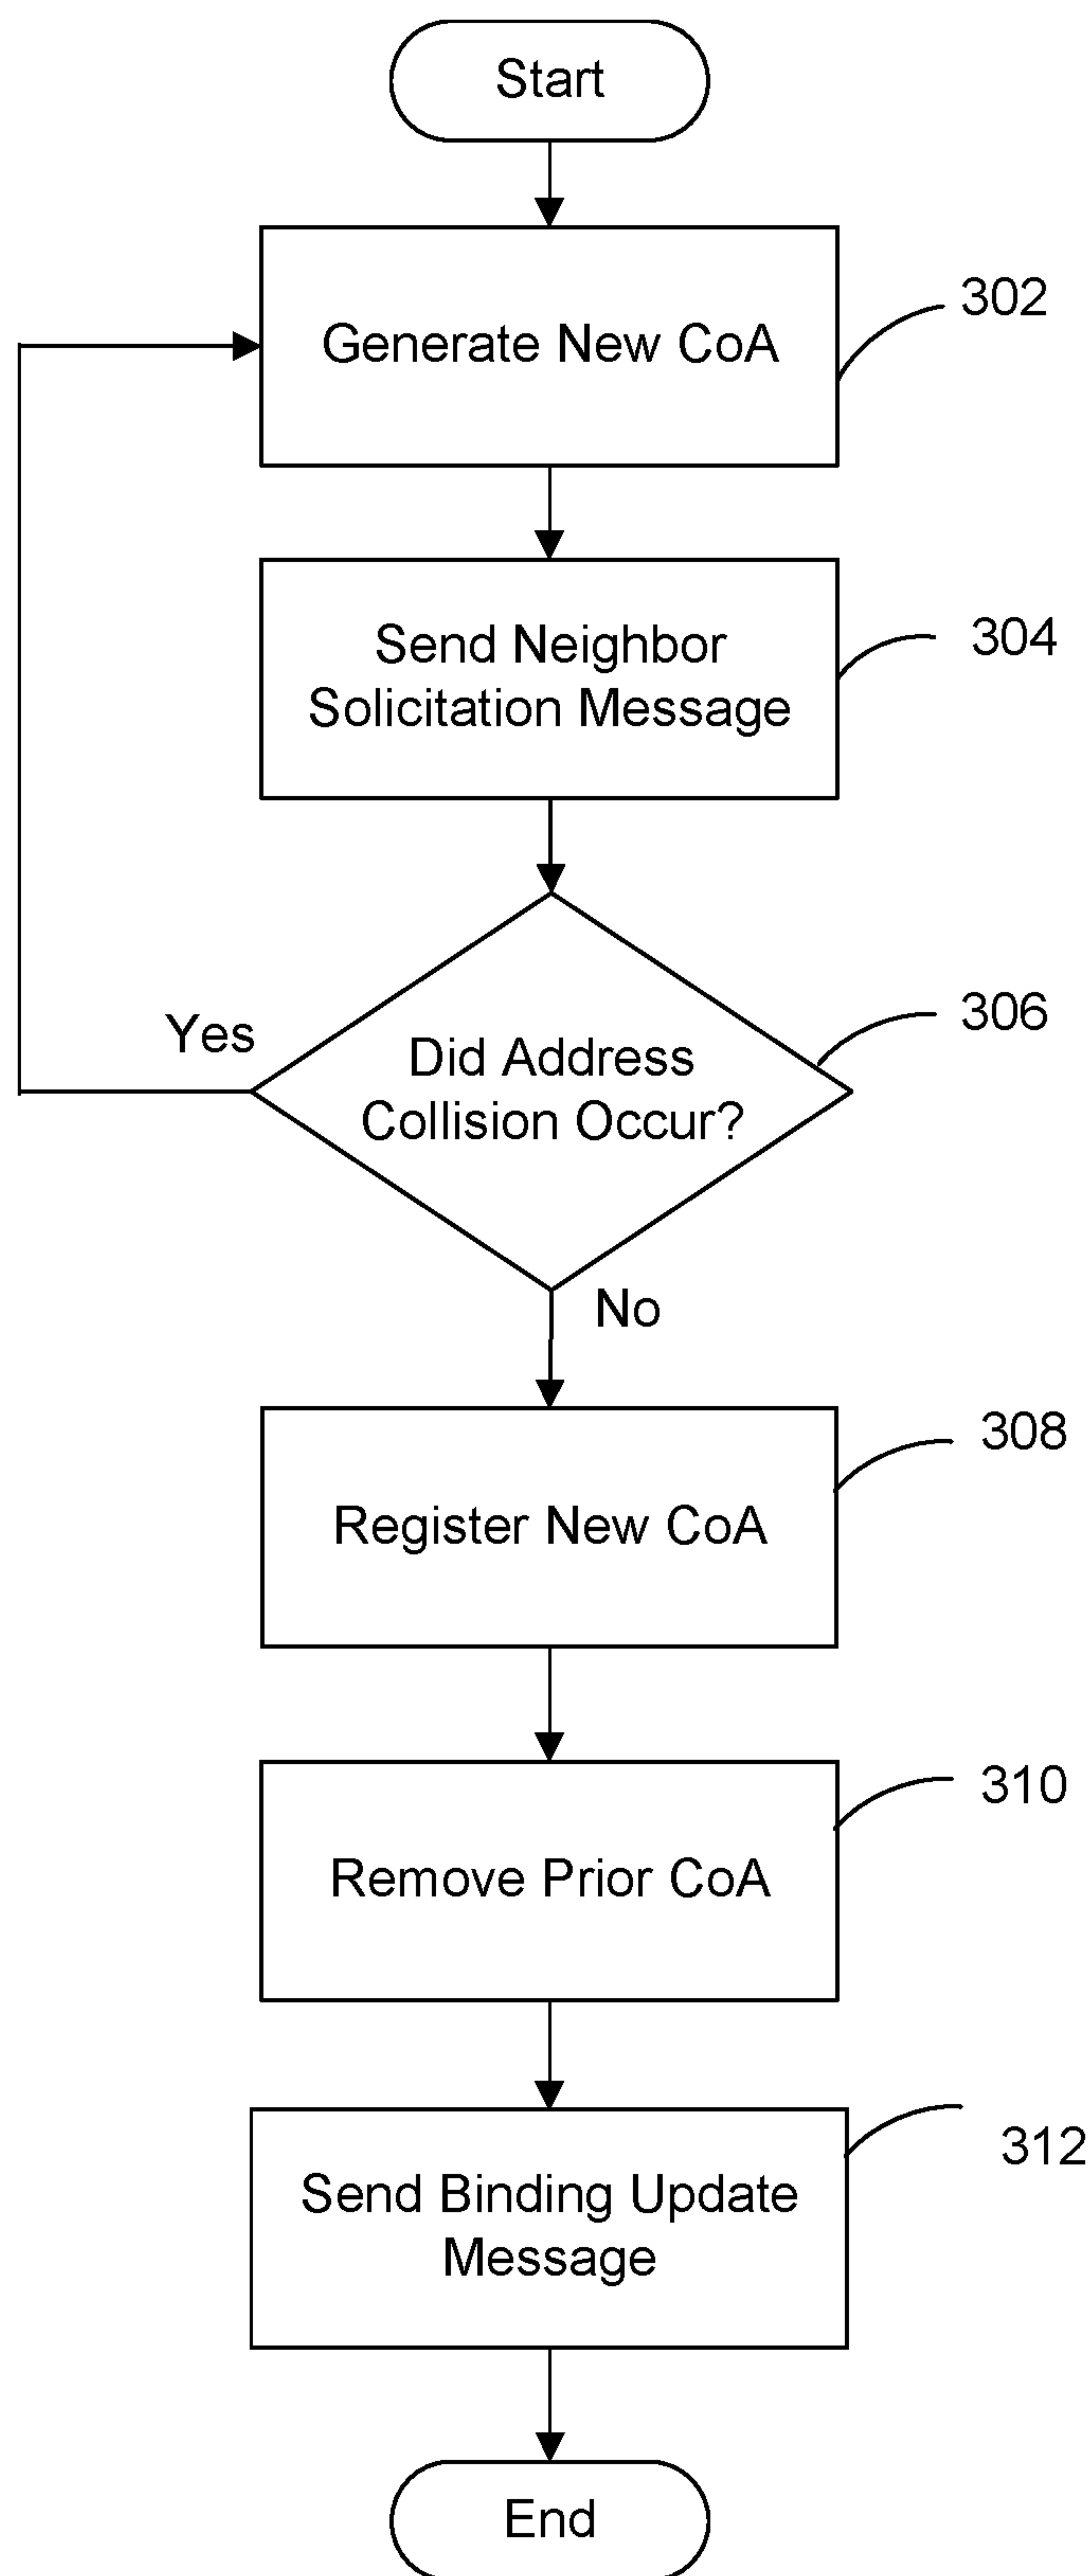 Start
Generate New CoA
302
Send Neighbor
Solicitation Message
304
Did Address
Collision Occur?
306
Yes
No
Register New CoA
308
Remove Prior CoA
310
Send Binding Update
Message
312
End